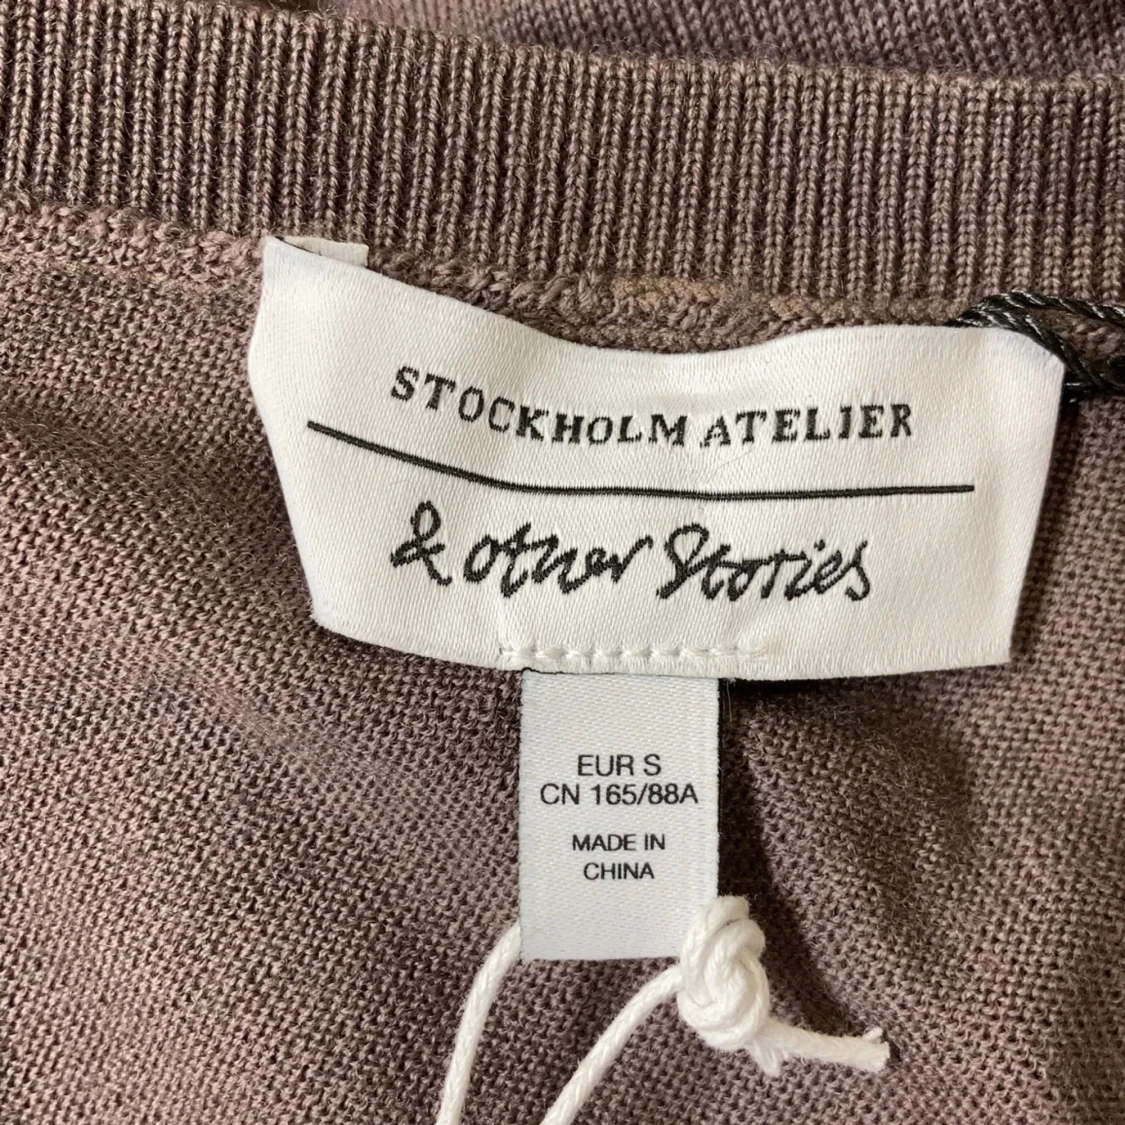 STOCKHOLM ATELIER
& other Stories
EUR S
CN 165/88A
MADE IN
CHINA